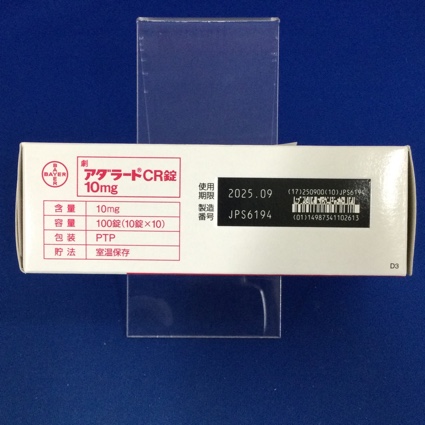 BAYER
BAYER
劇
アダラートCR錠
10mg
含量 10mg
容量 100錠(10錠×10)
包装 PTP
貯法 室温保存
使用期限 2025.09
製造番号 JPS6194
(17)250900(10)JPS6194
(01)14987341102613
D3